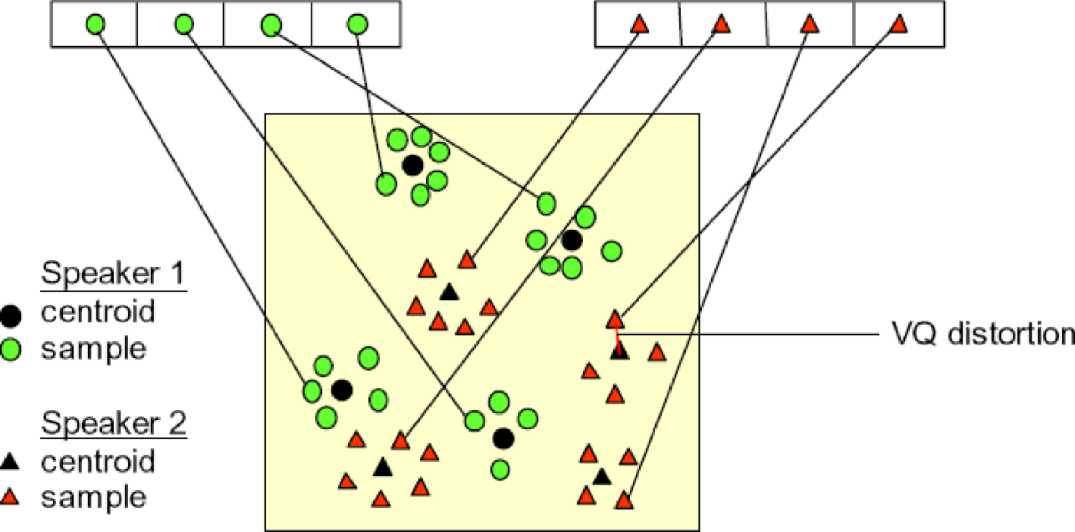 Speaker 1
centroid
sample
VQ distortion
Speaker 2
centroid
sample